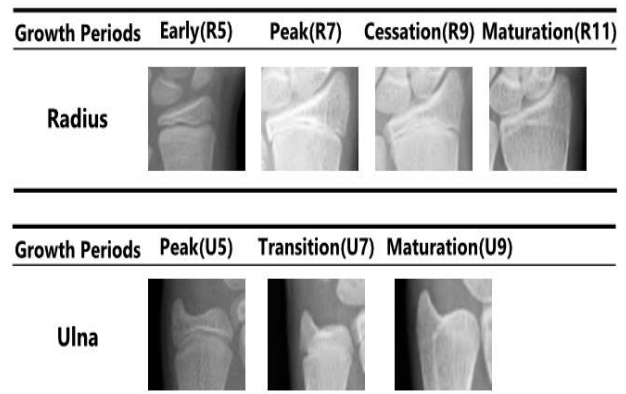 Growth Periods Early(R5) Peak(R7) Cessation(R9) Maturation(R11)
Radius
Growth Periods Peak(U5) Transition(U7) Maturation(U9)
Ulna